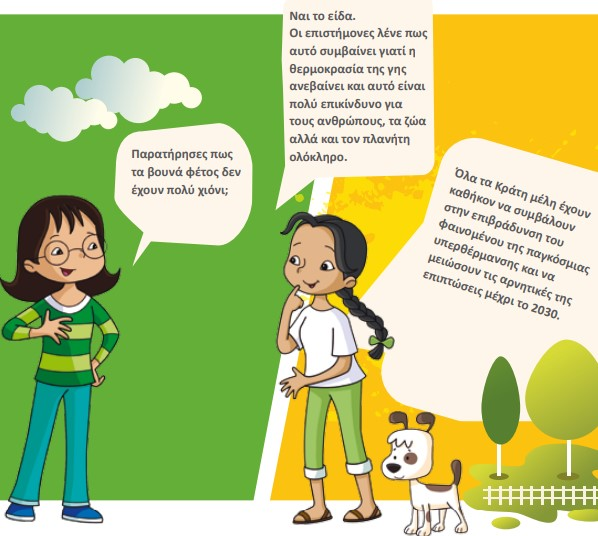 Παρατήρησες πως
τα βουνά φέτος δεν
έχουν πολύ χιόνι;
Ναι το είδα.
Οι επιστήμονες λένε πως
αυτό συμβαίνει γιατί η
θερμοκρασία της γης
ανεβαίνει και αυτό είναι
πολύ επικίνδυνο για
τους ανθρώπους, τα ζώα
αλλά και τον πλανήτη
ολόκληρο.
Όλα τα Κράτη μέλη έχουν
καθήκον να συμβάλουν
στην επιβράδυνση του
φαινομένου της παγκόσμιας
υπερθέρμανσης και να
μειώσουν τις αρνητικές της
επιπτώσεις μέχρι το 2030.